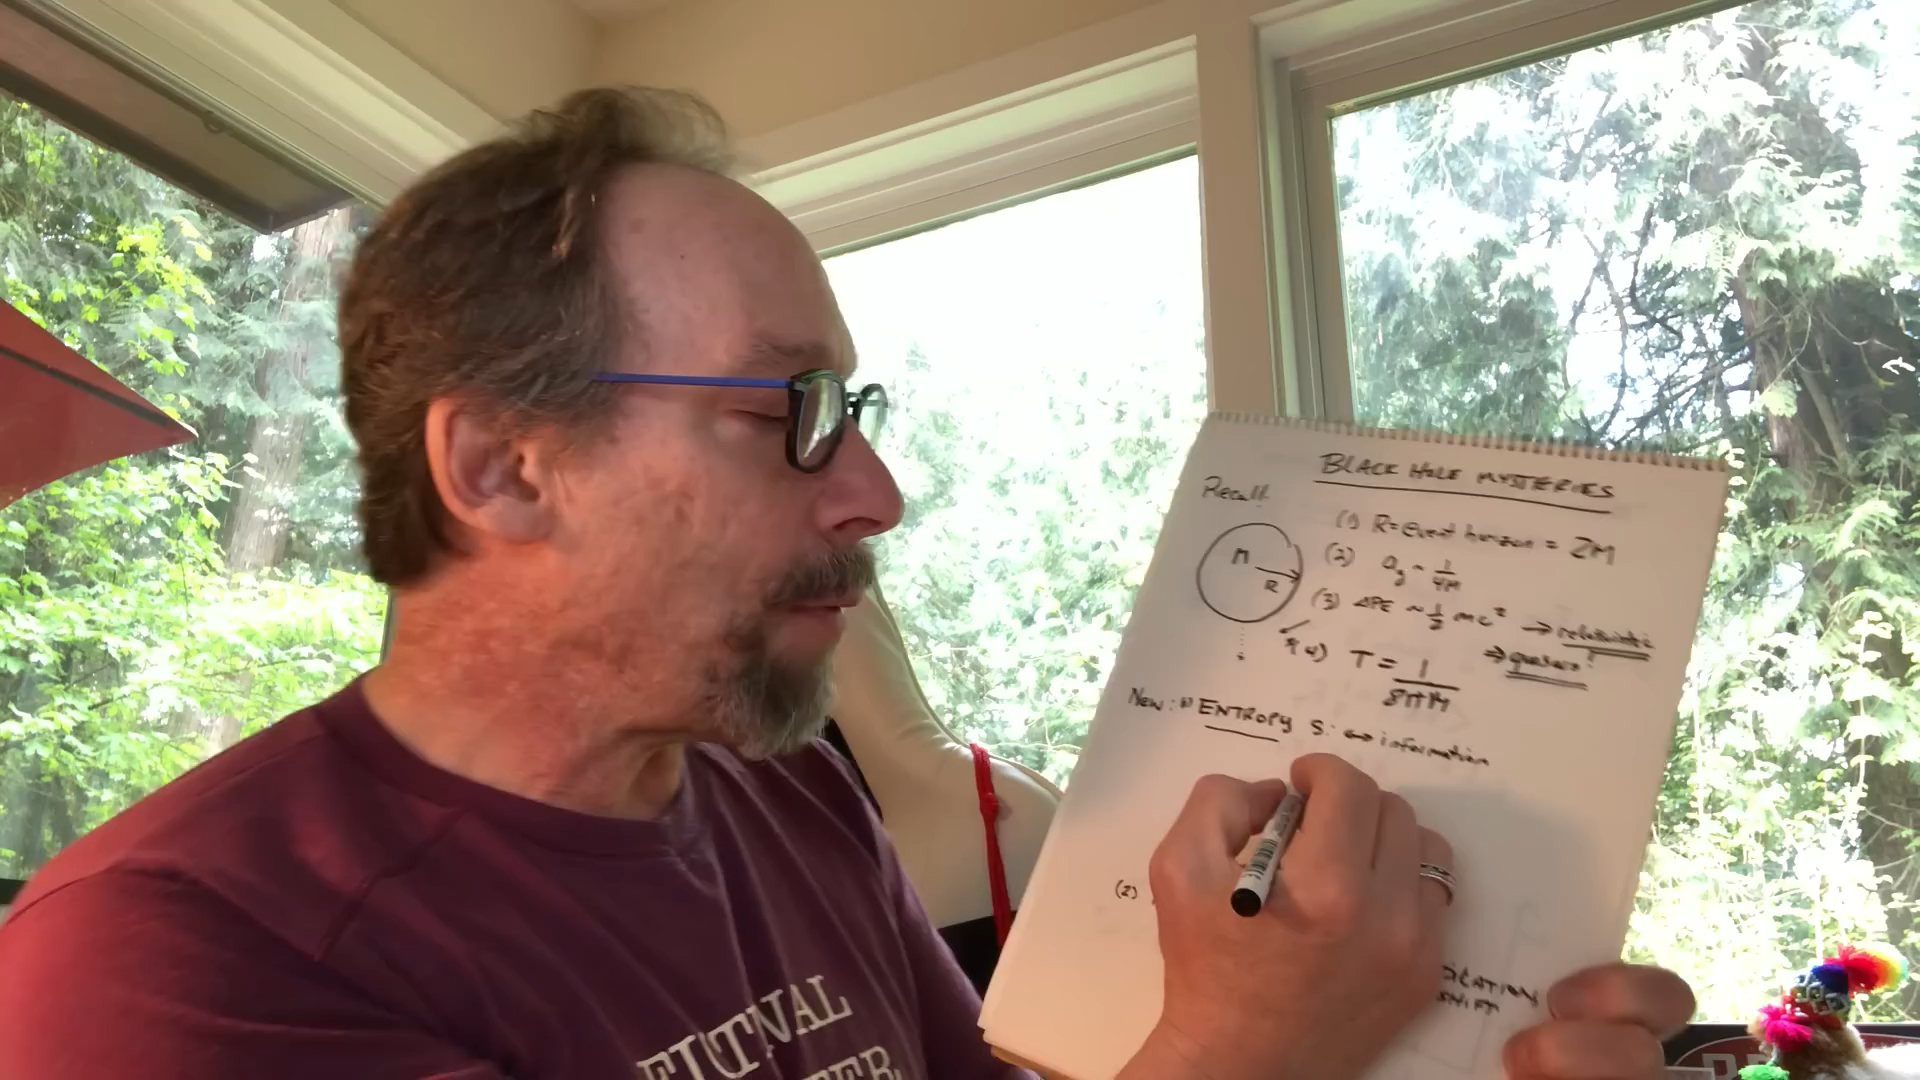 BLACK HOLE MYSTERIES
Recall
M
R
(1) R = event horizon = 2M
(2) a_g ~ 1/4M
(3) ΔPE ~ 1/2 mc² → relativistic
⇒ quasars!
(4) T = 1/8πM
New: (1) ENTROPY S: ↔ information
(2)